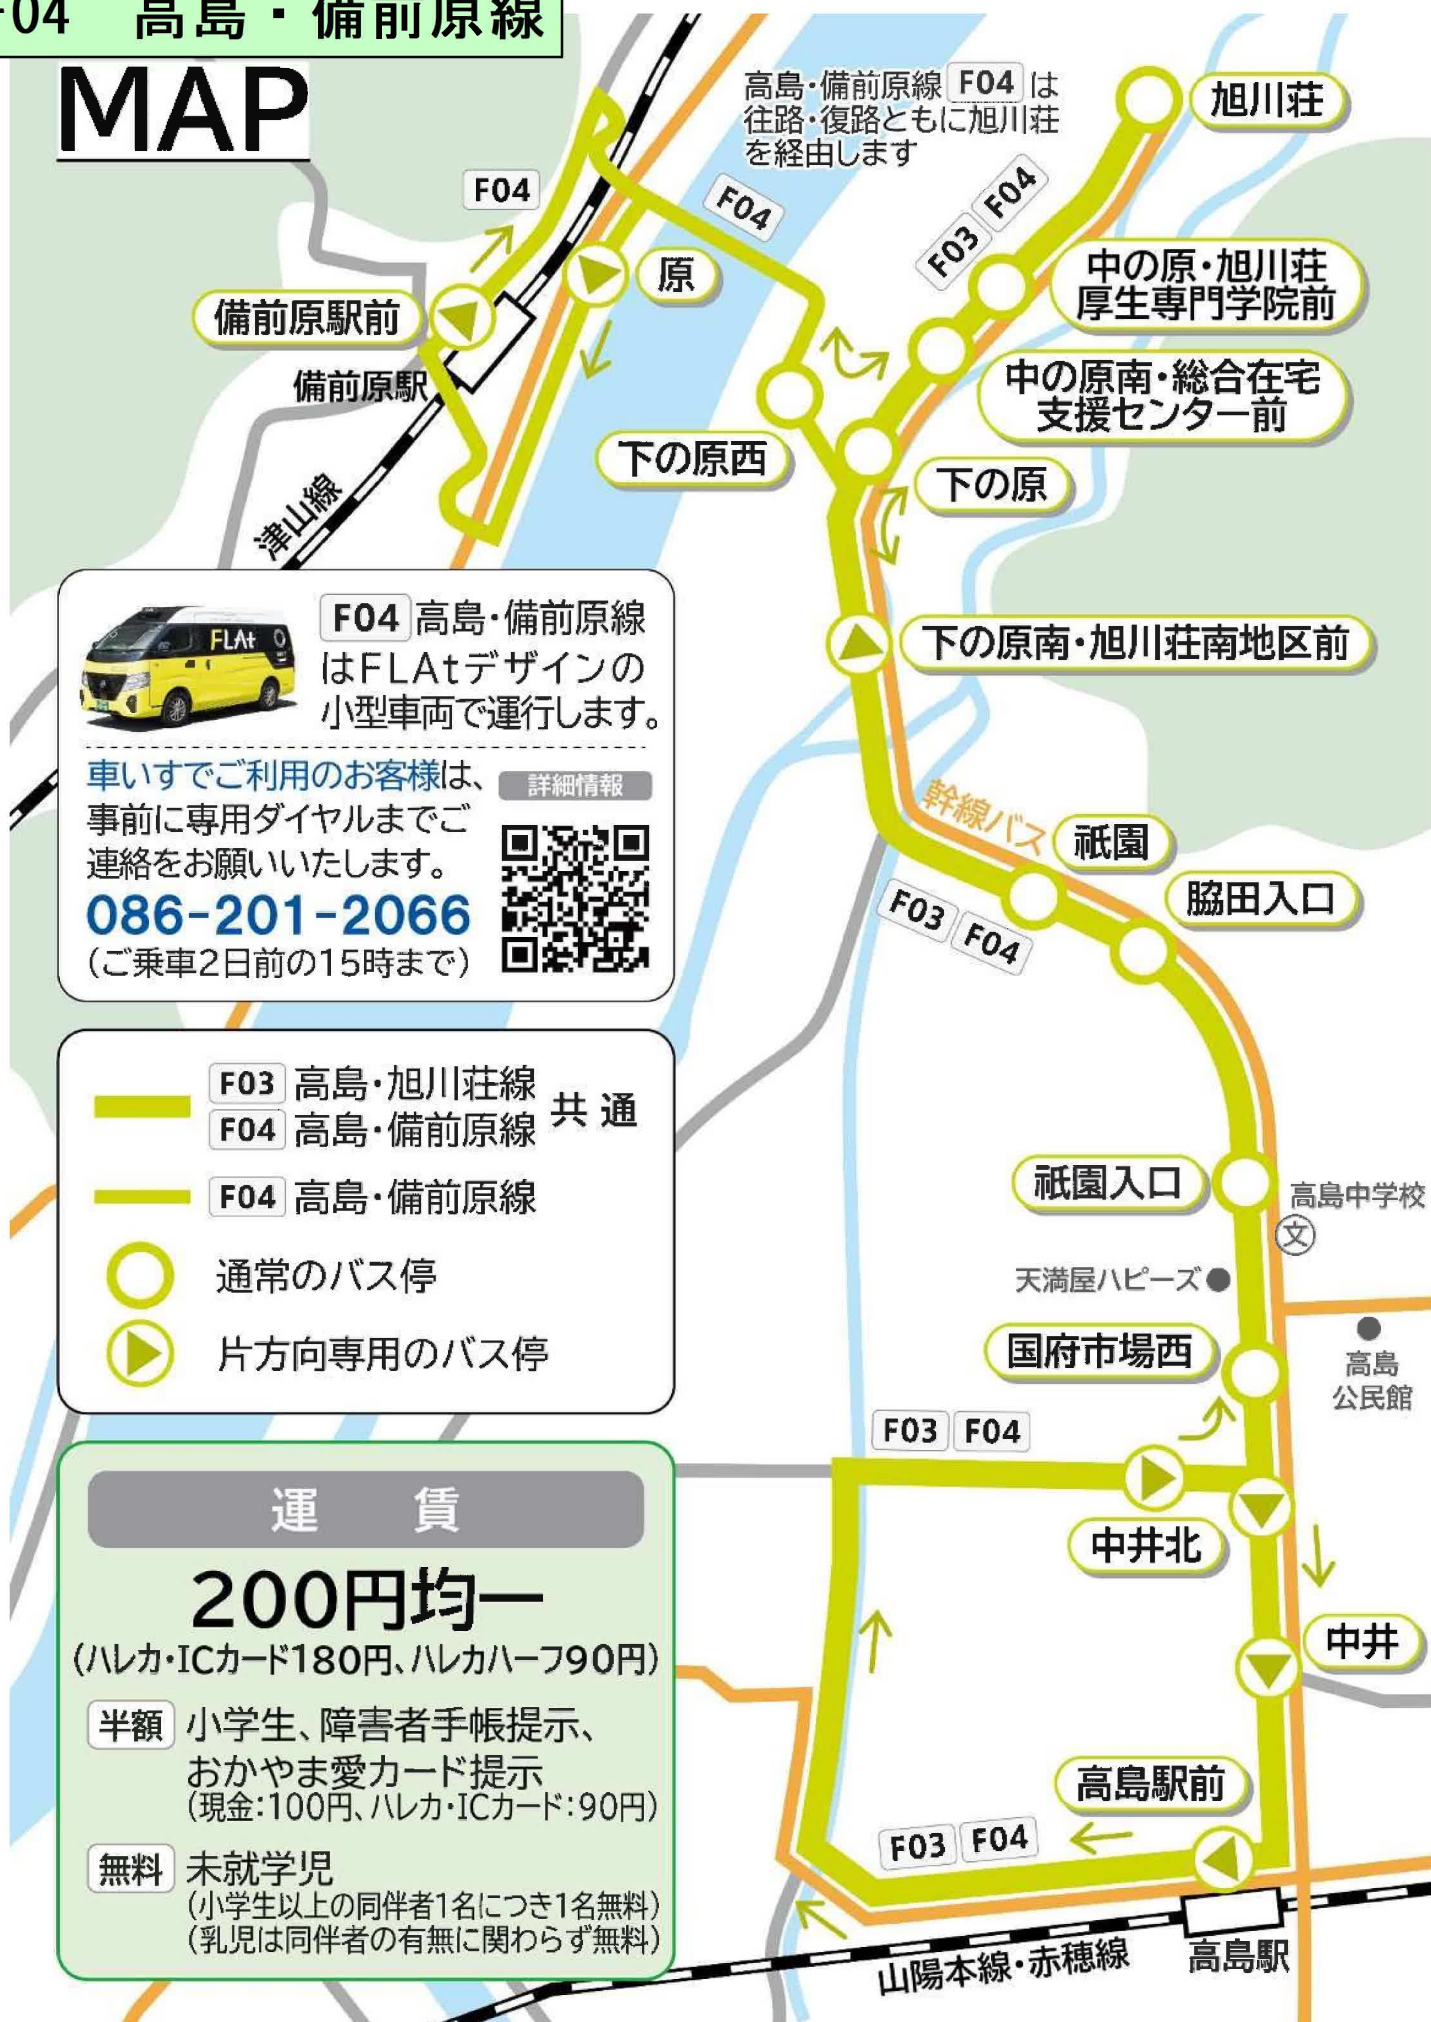 F04 高島・備前原線
MAP
高島・備前原線 F04 は
往路・復路ともに旭川荘
を経由します
旭川荘
F04
F04
F03 F04
中の原・旭川荘
厚生専門学院前
原
備前原駅前
備前原駅
中の原南・総合在宅
支援センター前
下の原西
下の原
津山線
F04 高島・備前原線
はFLAtデザインの
小型車両で運行します。
FLAt
下の原南・旭川荘南地区前
車いすでご利用のお客様は、
事前に専用ダイヤルまでご
連絡をお願いいたします。
086-201-2066
(ご乗車2日前の15時まで)
詳細情報
幹線バス
祇園
脇田入口
F03 F04
F03 高島・旭川荘線
F04 高島・備前原線
共通
F04 高島・備前原線
通常のバス停
片方向専用のバス停
祇園入口
高島中学校
文
天満屋ハピーズ
国府市場西
高島
公民館
F03 F04
中井北
中井
運賃
200円均一
(ハレカ・ICカード180円、ハレカハーフ90円)
半額 小学生、障害者手帳提示、
おかやま愛カード提示
(現金:100円、ハレカ・ICカード:90円)
無料 未就学児
(小学生以上の同伴者1名につき1名無料)
(乳児は同伴者の有無に関わらず無料)
高島駅前
F03 F04
高島駅
山陽本線・赤穂線